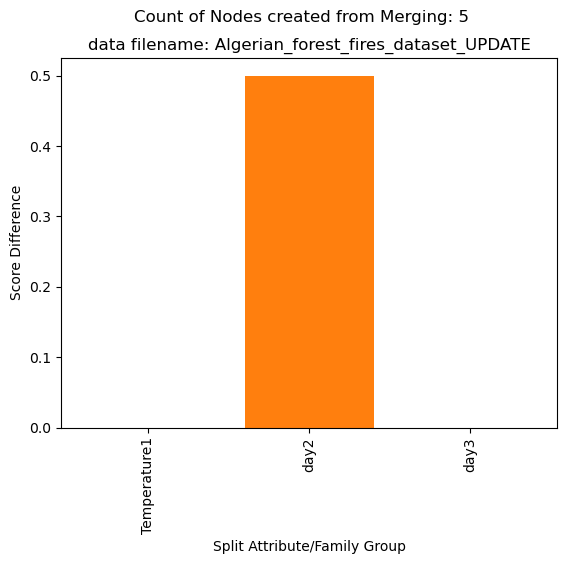 Count of Nodes created from Merging: 5
data filename: Algerian_forest_fires_dataset_UPDATE
0.5
0.4
0.3
0.2
0.1
0.0
Score Difference
Temperature1
day2
day3
Split Attribute/Family Group